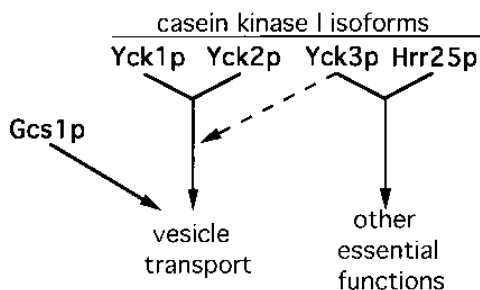 casein kinase I isoforms
Yck1p Yck2p Yck3p Hrr25p
Gcs1p
vesicle
transport
other
essential
functions